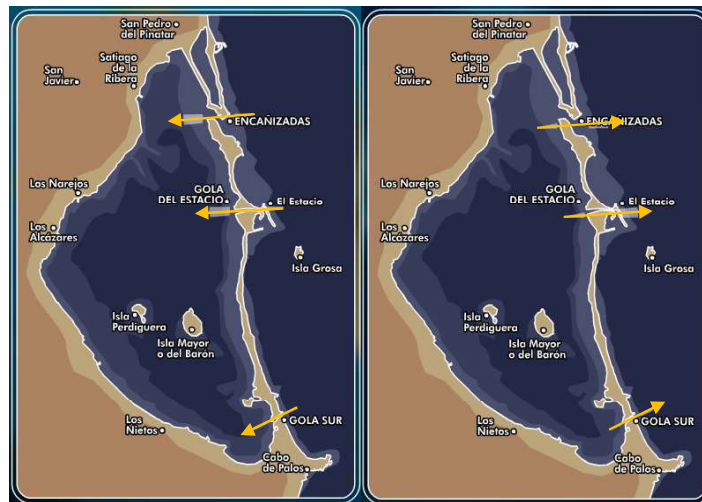 San Pedro
del Pinatar
San
Javier
Satiago
de la
Ribera
ENCAÑIZADAS
Los Narejos
GOLA
DEL ESTACIO
El Estacio
Los
Alcázares
Isla Grosa
Isla
Perdiguera
Isla Mayor
o del Barón
Los
Nietos
GOLA SUR
Cabo
de Palos
San Pedro
del Pinatar
San
Javier
Satiago
de la
Ribera
ENCAÑIZADAS
Los Narejos
GOLA
DEL ESTACIO
El Estacio
Los
Alcázares
Isla Grosa
Isla
Perdiguera
Isla Mayor
o del Barón
Los
Nietos
GOLA SUR
Cabo
de Palos